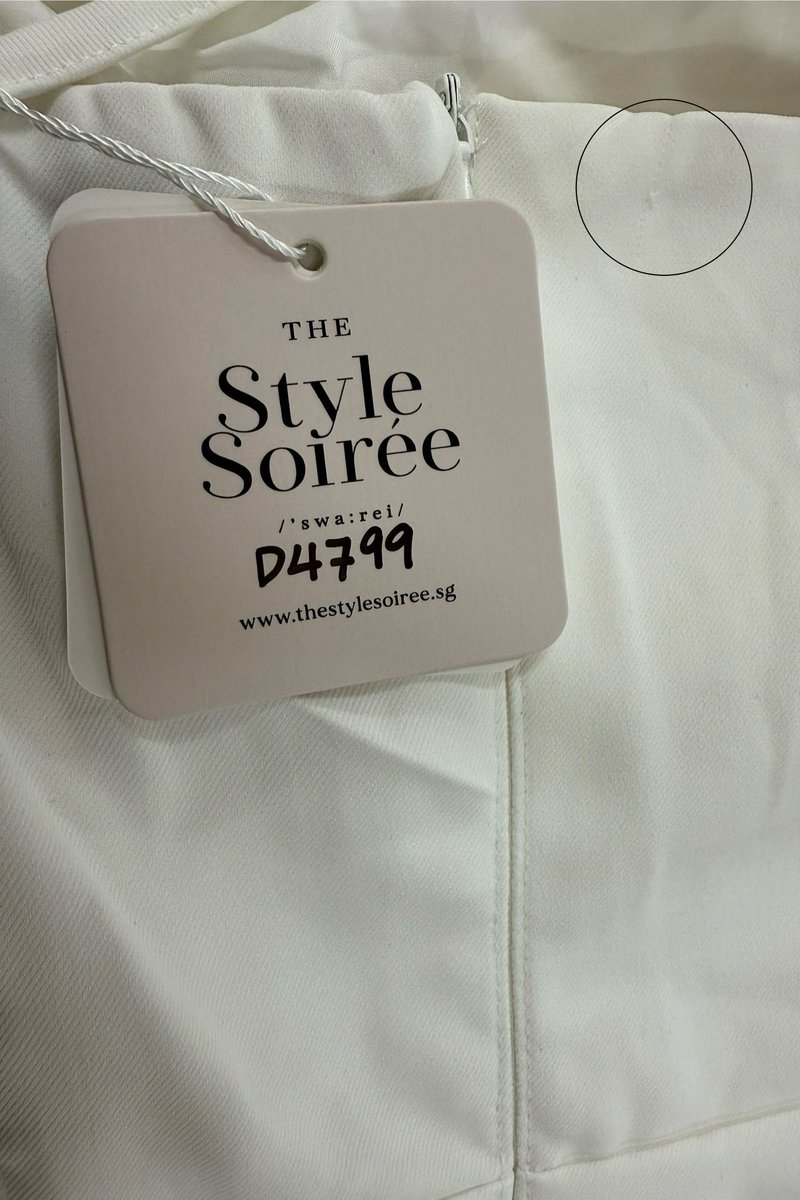 THE
Style
Soirée
/'swa:rei/
D4799
www.thestylesoiree.sg